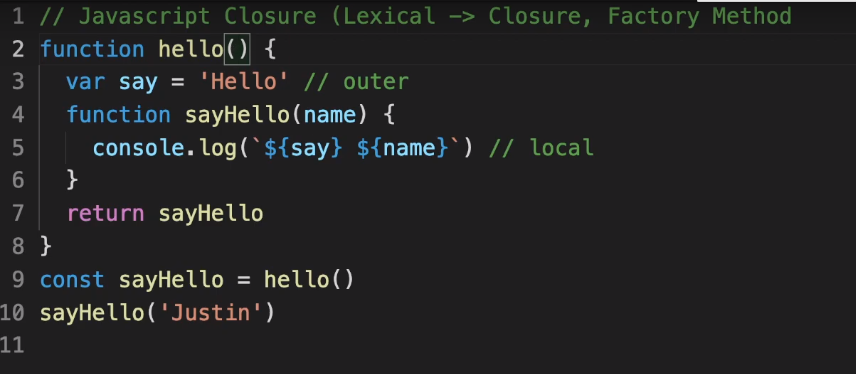 1 // Javascript Closure (Lexical -> Closure, Factory Method
2 function hello() {
3   var say = 'Hello' // outer
4   function sayHello(name) {
5     console.log(`${say} ${name}`) // local
6   }
7   return sayHello
8 }
9 const sayHello = hello()
10 sayHello('Justin')
11